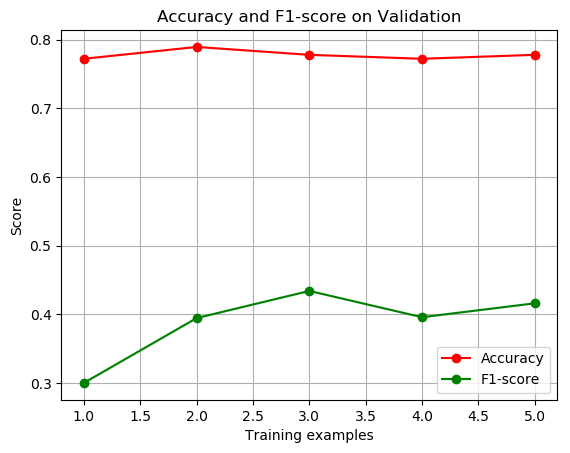 Accuracy and F1-score on Validation
0.8
0.7
0.6
0.5
0.4
0.3
Score
Accuracy
F1-score
1.0 1.5 2.0 2.5 3.0 3.5 4.0 4.5 5.0
Training examples